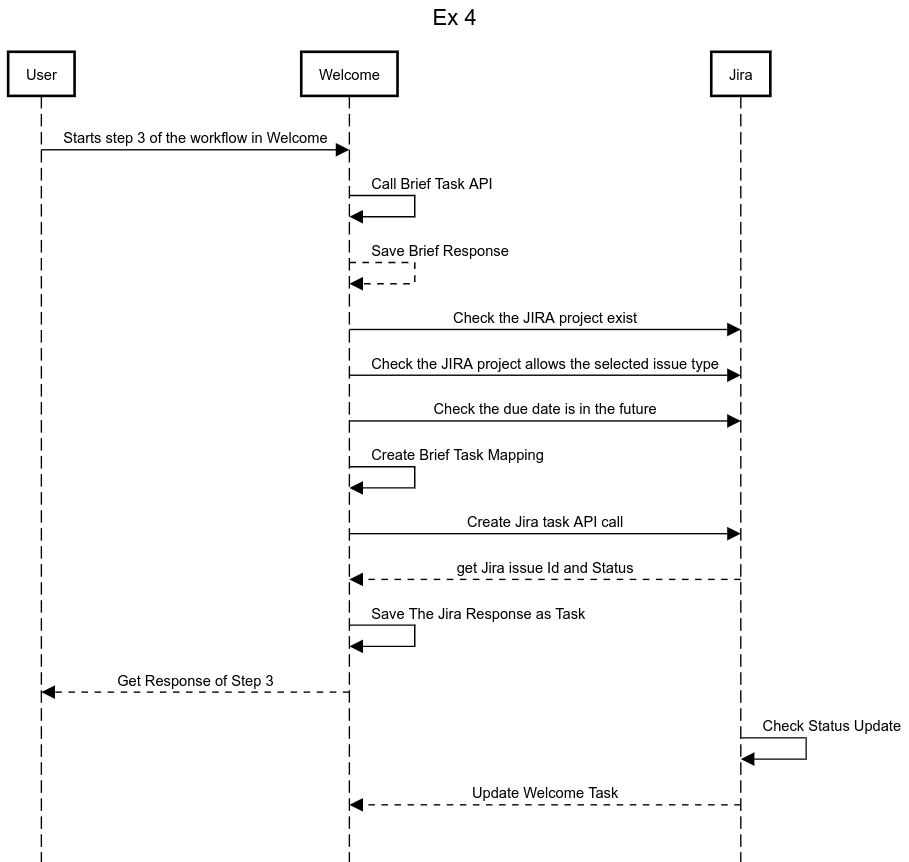 Ex 4
User
Welcome
Jira
Starts step 3 of the workflow in Welcome
Call Brief Task API
Save Brief Response
Check the JIRA project exist
Check the JIRA project allows the selected issue type
Check the due date is in the future
Create Brief Task Mapping
Create Jira task API call
get Jira issue Id and Status
Save The Jira Response as Task
Get Response of Step 3
Check Status Update
Update Welcome Task